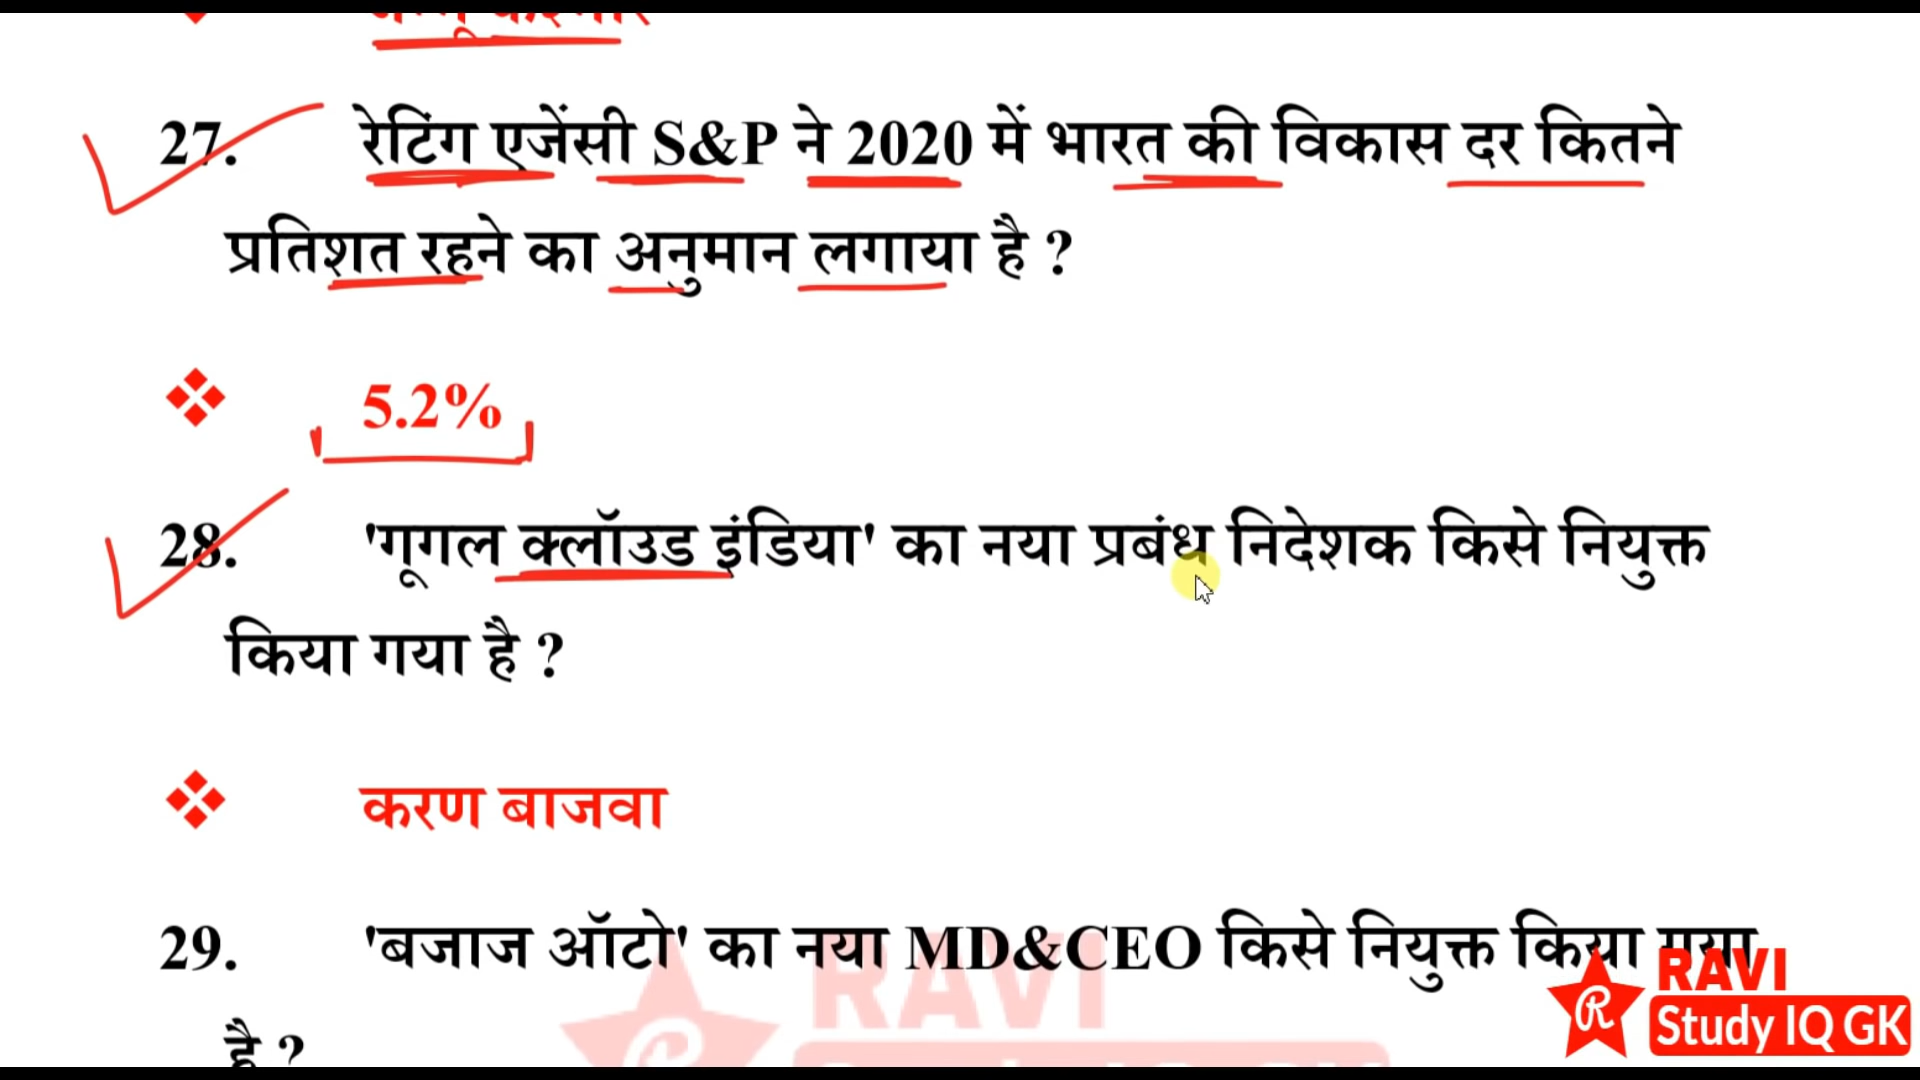 27. रेटिंग एजेंसी S&P ने 2020 में भारत की विकास दर कितने
प्रतिशत रहने का अनुमान लगाया है ?
5.2%
28. 'गूगल क्लॉउड इंडिया' का नया प्रबंध निदेशक किसे नियुक्त
किया गया है ?
करण बाजवा
29. 'बजाज ऑटो' का नया MD&CEO किसे नियुक्त किया गया
है ?
RAVI
RAVI
Study IQ GK